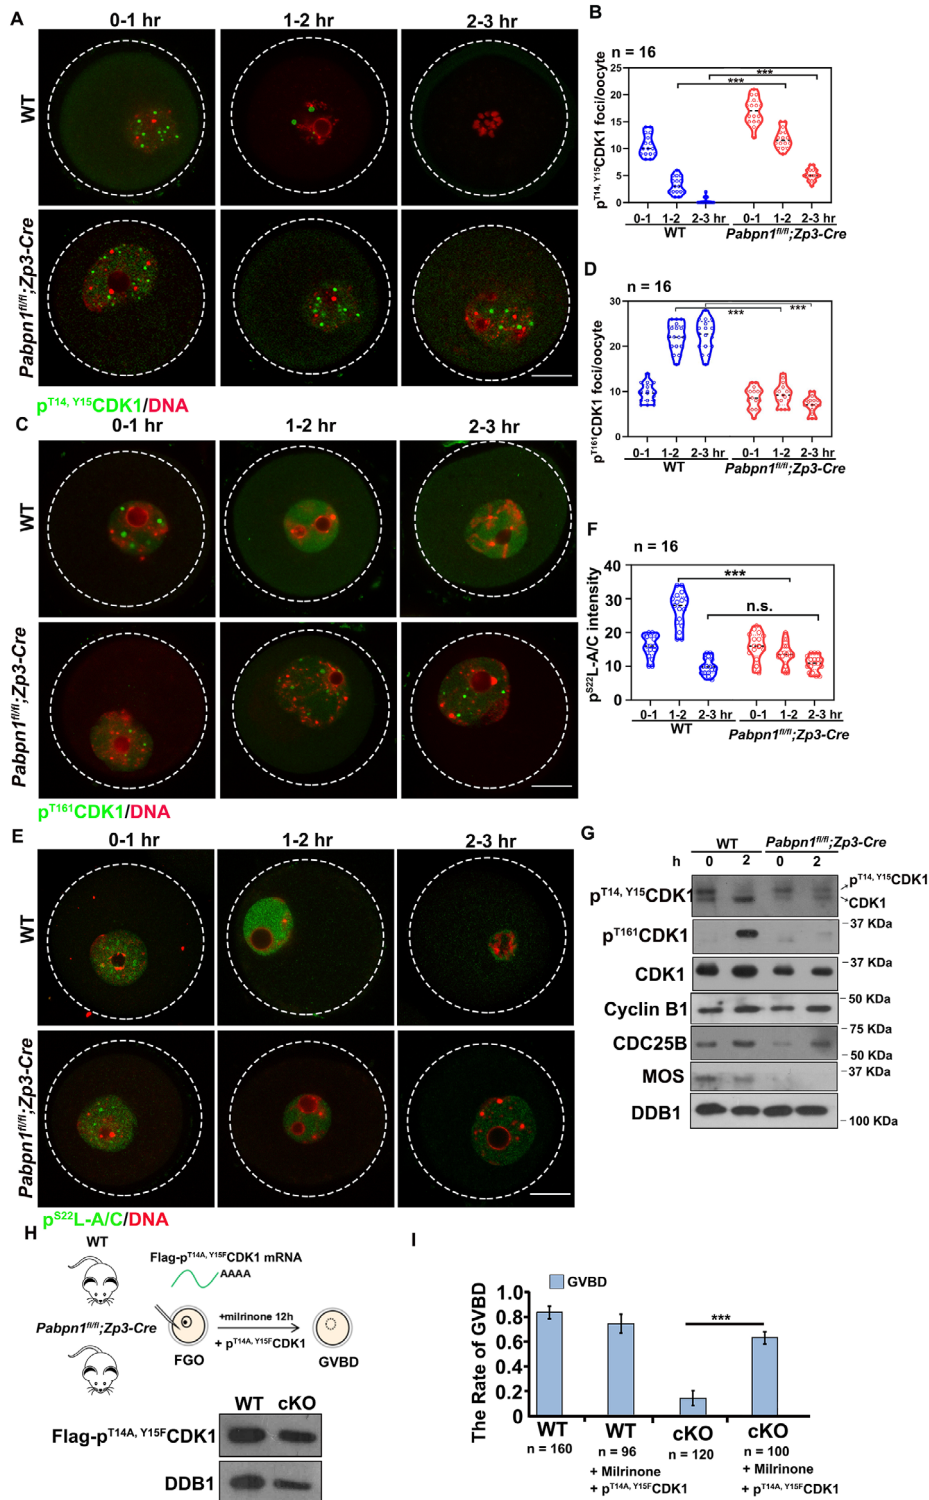 A
0-1 hr
1-2 hr
2-3 hr
WT
Pabpn1fl/fl;Zp3-Cre
pT14, Y15CDK1/DNA
B
n = 16
pT14, Y15CDK1 foci/oocyte
25
20
15
10
5
0
***
***
0-1 1-2 2-3 hr
0-1 1-2 2-3 hr
WT
Pabpn1fl/fl;Zp3-Cre
C
0-1 hr
1-2 hr
2-3 hr
WT
Pabpn1fl/fl;Zp3-Cre
pT161CDK1/DNA
D
n = 16
pT161CDK1 foci/oocyte
30
20
10
0
***
***
0-1 1-2 2-3 hr
0-1 1-2 2-3 hr
WT
Pabpn1fl/fl;Zp3-Cre
E
0-1 hr
1-2 hr
2-3 hr
WT
Pabpn1fl/fl;Zp3-Cre
pS22L-A/C/DNA
F
n = 16
pS22L-A/C intensity
40
30
20
10
0
***
n.s.
0-1 1-2 2-3 hr
0-1 1-2 2-3 hr
WT
Pabpn1fl/fl;Zp3-Cre
G
WT
Pabpn1fl/fl;Zp3-Cre
h 0 2 0 2
pT14, Y15CDK1
pT14, Y15CDK1
CDK1
37 KDa
pT161CDK1
CDK1
37 KDa
Cyclin B1
50 KDa
CDC25B
75 KDa
50 KDa
MOS
37 KDa
DDB1
100 KDa
H
WT
Pabpn1fl/fl;Zp3-Cre
Flag-pT14A, Y15FCDK1 mRNA
AAAA
+milrinone 12h
+ pT14A, Y15FCDK1
FGO
GVBD
WT cKO
Flag-pT14A, Y15FCDK1
DDB1
I
GVBD
The Rate of GVBD
1.0
0.8
0.6
0.4
0.2
0
***
WT
n = 160
WT
n = 96
+ Milrinone
+ pT14A, Y15FCDK1
cKO
n = 120
cKO
n = 100
+ Milrinone
+ pT14A, Y15FCDK1